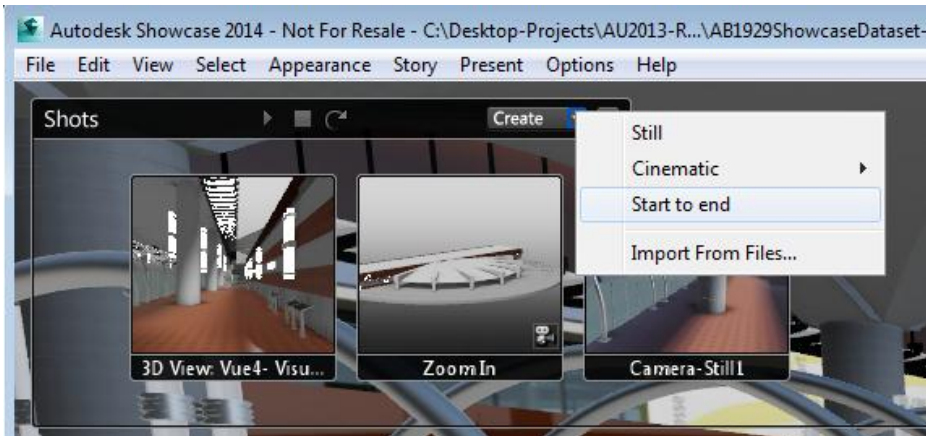 Autodesk Showcase 2014 - Not For Resale - C:\Desktop-Projects\AU2013-R...\AB1929ShowcaseDataset-
File Edit View Select Appearance Story Present Options Help
Shots
Create
Still
Cinematic
Start to end
Import From Files...
3D View: Vue4- Visu...
ZoomIn
Camera-Still1